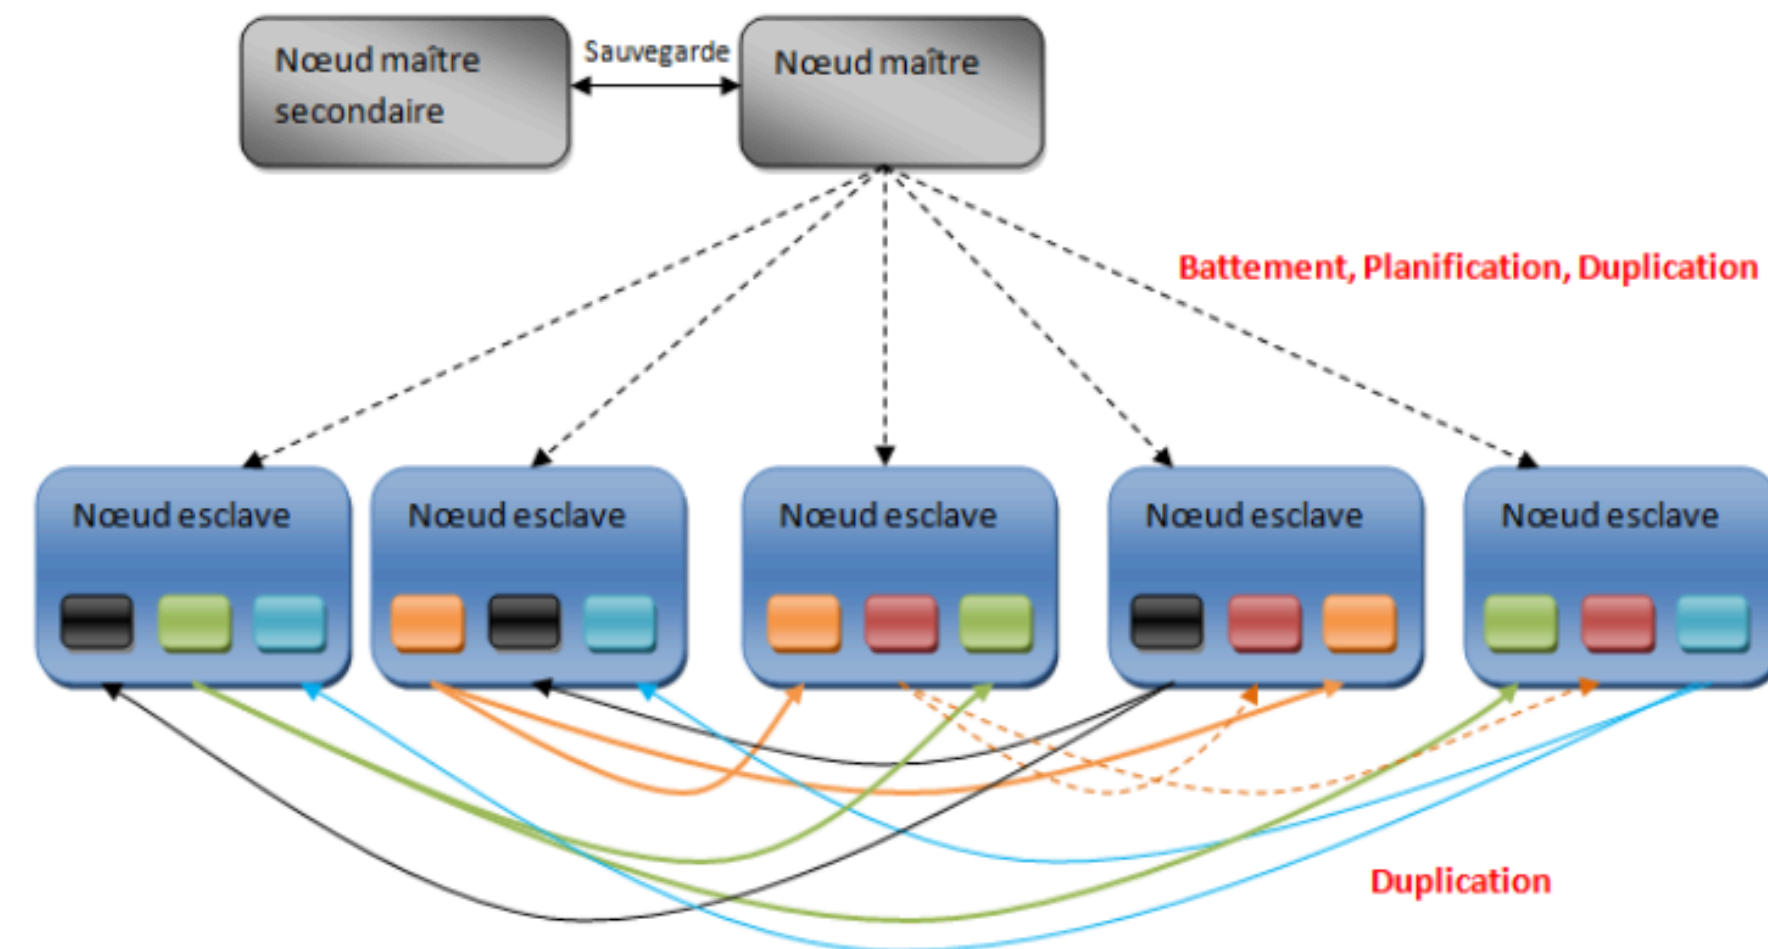 Nœud maître
secondaire
Sauvegarde
Nœud maître
Battement, Planification, Duplication
Nœud esclave
Nœud esclave
Nœud esclave
Nœud esclave
Nœud esclave
Duplication